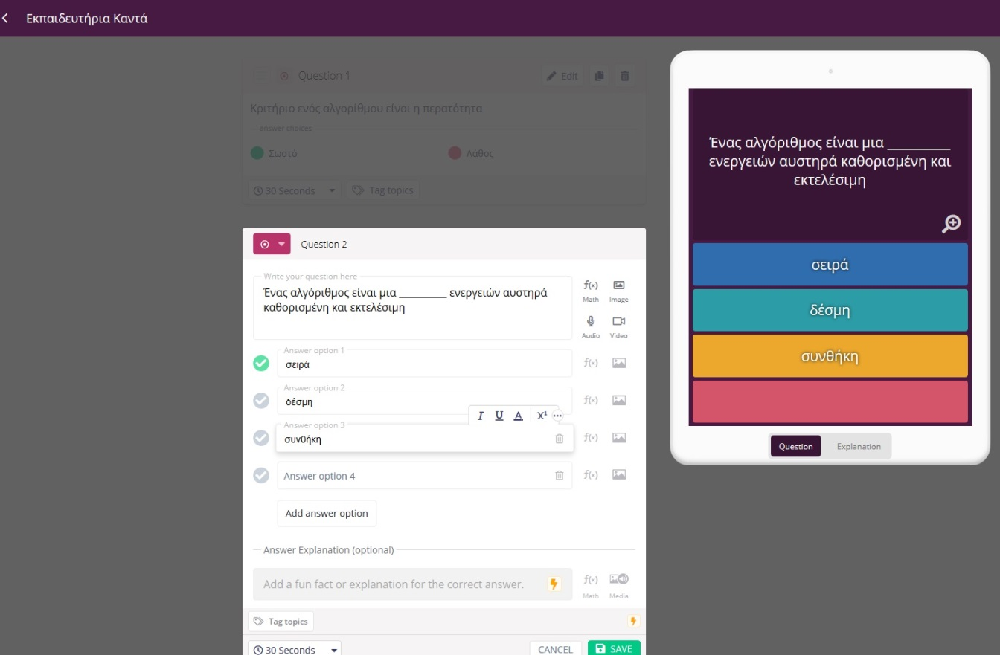 Εκπαιδευτήρια Καντά
Question 1
Edit
Κριτήριο ενός αλγορίθμου είναι η περατότητα
answer choices
Σωστό
Λάθος
30 Seconds
Tag topics
Question 2
Write your question here
Ένας αλγόριθμος είναι μια _________ ενεργειών αυστηρά
καθορισμένη και εκτελέσιμη
f(x)
Math
Image
Audio
Video
Answer option 1
σειρά
f(x)
Answer option 2
δέσμη
f(x)
I U A X¹ ...
Answer option 3
συνθήκη
f(x)
Answer option 4
f(x)
Add answer option
Answer Explanation (optional)
Add a fun fact or explanation for the correct answer.
f(x)
Math
Media
Tag topics
30 Seconds
CANCEL
SAVE
Ένας αλγόριθμος είναι μια _________
ενεργειών αυστηρά καθορισμένη και
εκτελέσιμη
σειρά
δέσμη
συνθήκη
Question
Explanation